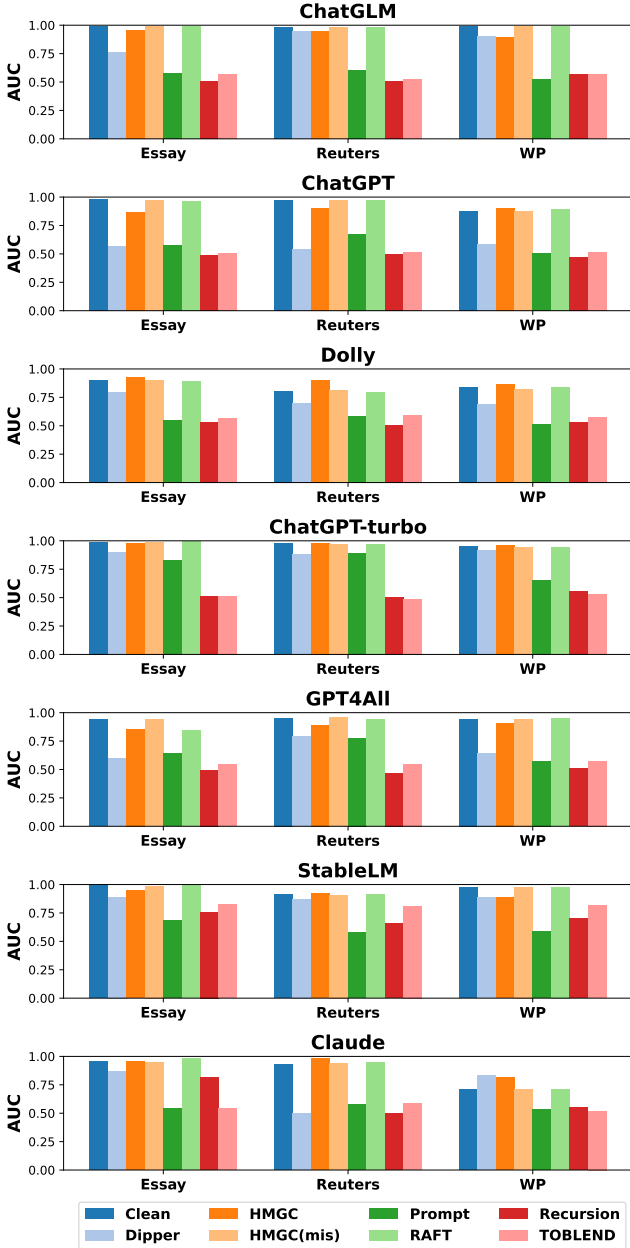 ChatGLM
AUC
1.00
0.75
0.50
0.25
0.00
Essay Reuters WP
ChatGPT
AUC
1.00
0.75
0.50
0.25
0.00
Essay Reuters WP
Dolly
AUC
1.00
0.75
0.50
0.25
0.00
Essay Reuters WP
ChatGPT-turbo
AUC
1.00
0.75
0.50
0.25
0.00
Essay Reuters WP
GPT4All
AUC
1.00
0.75
0.50
0.25
0.00
Essay Reuters WP
StableLM
AUC
1.00
0.75
0.50
0.25
0.00
Essay Reuters WP
Claude
AUC
1.00
0.75
0.50
0.25
0.00
Essay Reuters WP
Clean HMGC Prompt Recursion
Dipper HMGC(mis) RAFT TOBLEND